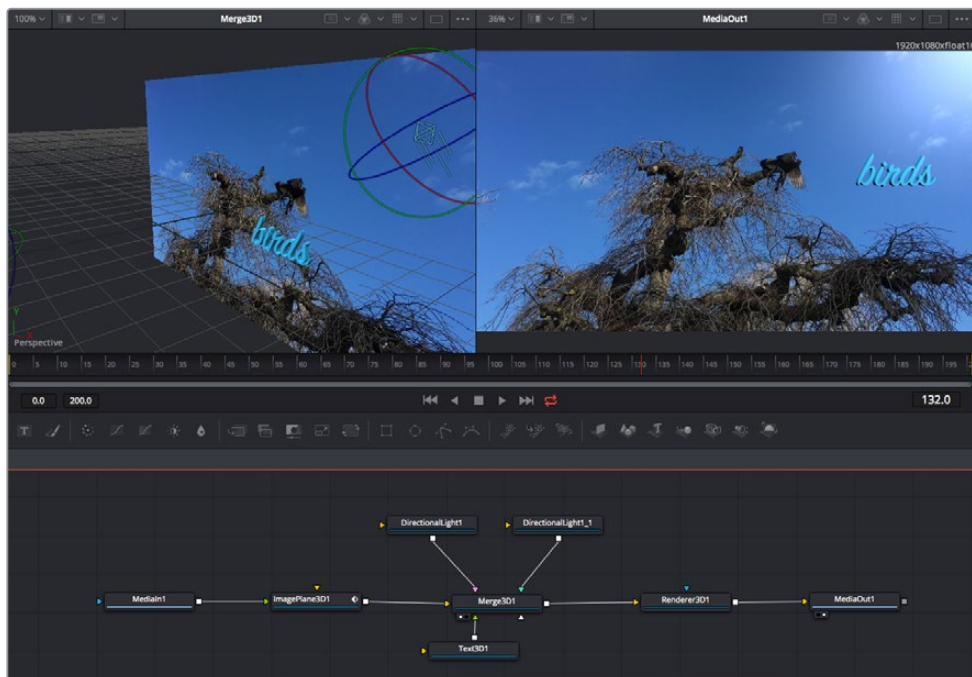 100% Merge3D1 36% MediaOut1
1920x1080xfloat1
birds
birds
Y
X
Perspective
0 5 10 15 20 25 30 35 40 45 50 55 60 65 70 75 80 85 90 95 100 105 110 115 120 125 130 135 140 145 150 155 160 165 170 175 180 185 190 195
0.0 200.0 132.0
T
DirectionalLight1 DirectionalLight1_1
MediaIn1 ImagePlane3D1 Merge3D1 Renderer3D1 MediaOut1
Text3D1